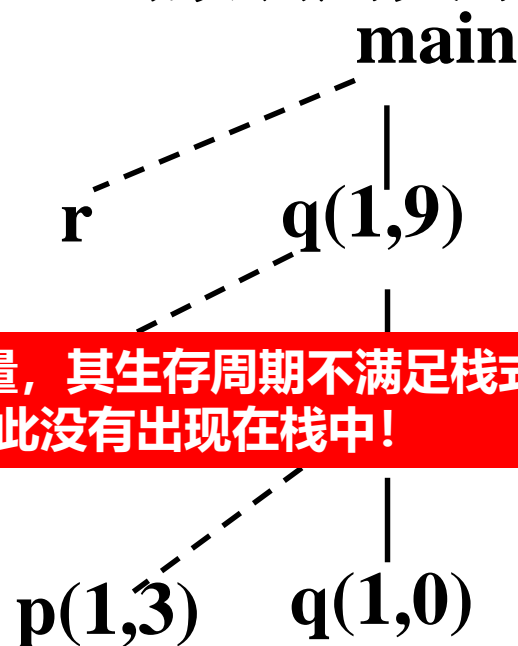 main
r q(1,9)
量，其生存周期不满足栈式
此没有出现在栈中！
p(1,3) q(1,0)